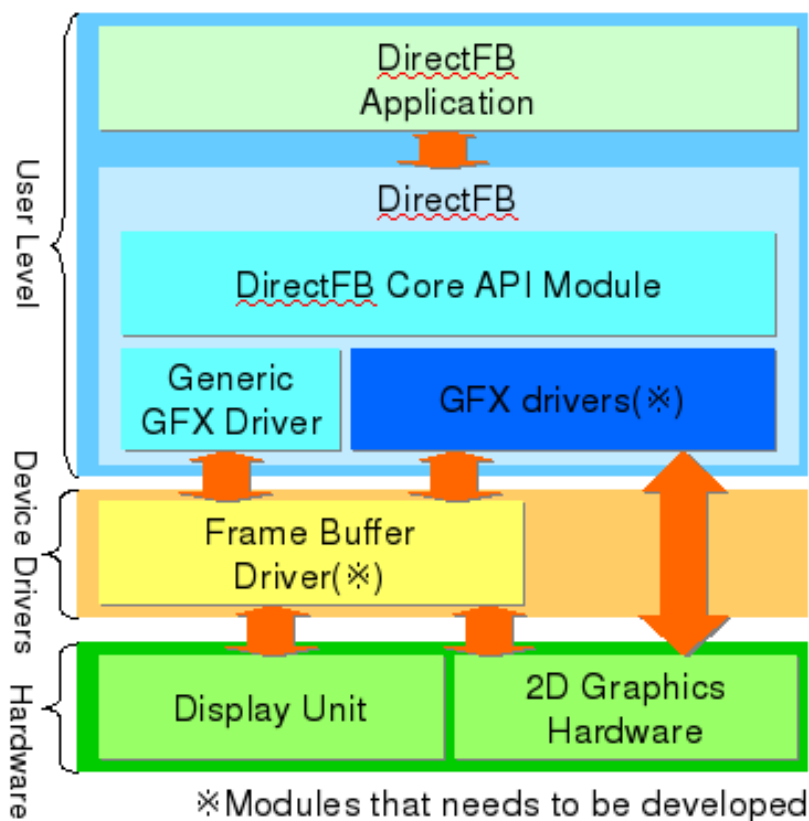 User Level
DirectFB
Application
DirectFB
DirectFB Core API Module
Generic
GFX Driver
GFX drivers(※)
Device Drivers
Frame Buffer
Driver(※)
Hardware
Display Unit
2D Graphics
Hardware
※Modules that needs to be developed